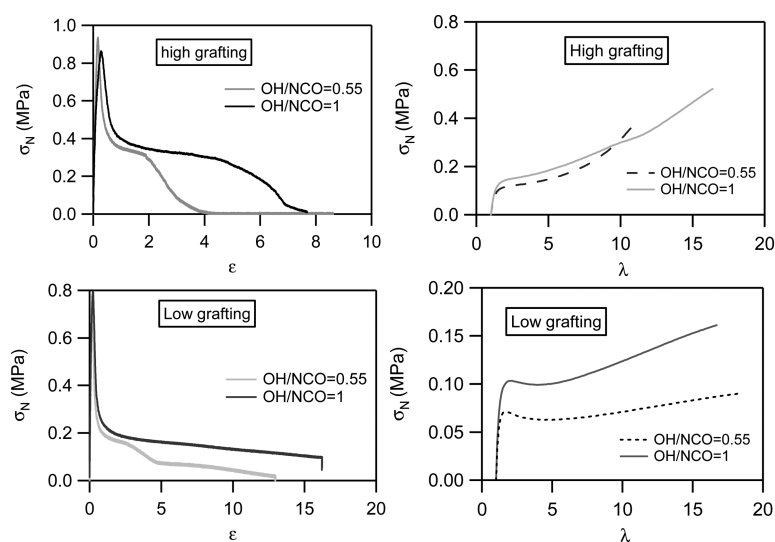 1.0
0.8
0.6
0.4
0.2
0.0
σN (MPa)
high grafting
OH/NCO=0.55
OH/NCO=1
0 2 4 6 8 10
ε
0.8
0.6
0.4
0.2
0.0
σN (MPa)
High grafting
OH/NCO=0.55
OH/NCO=1
0 5 10 15 20
λ
0.8
0.6
0.4
0.2
0.0
σN (MPa)
Low grafting
OH/NCO=0.55
OH/NCO=1
0 5 10 15 20
ε
0.20
0.15
0.10
0.05
0.00
σN (MPa)
Low grafting
OH/NCO=0.55
OH/NCO=1
0 5 10 15 20
λ